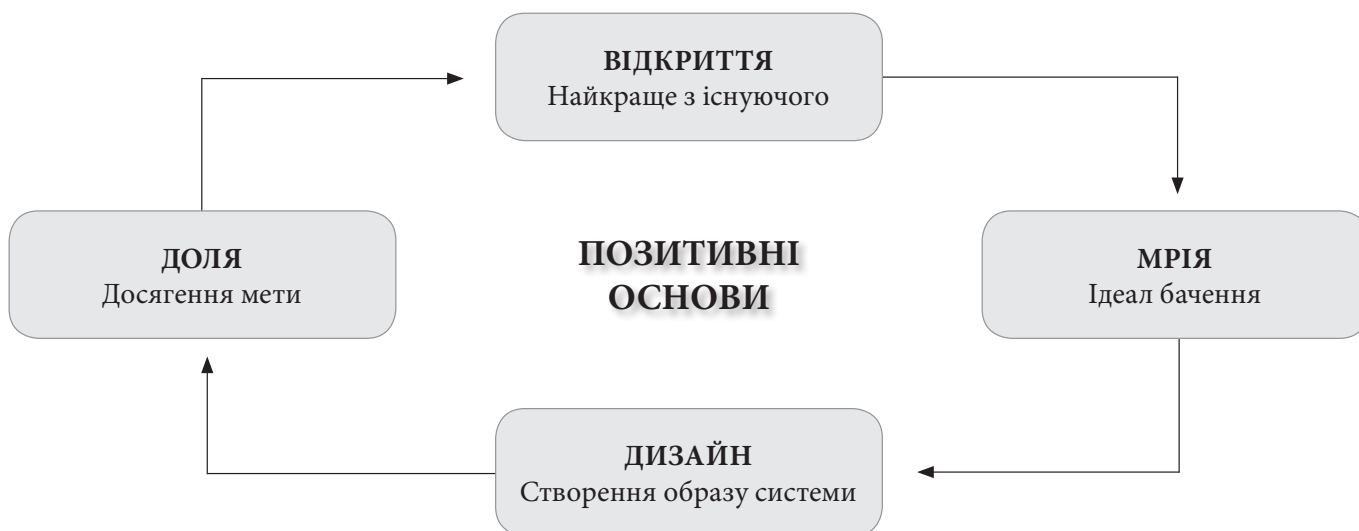 ВІДКРИТТЯ
Найкраще з існуючого
ДОЛЯ
Досягення мети
ПОЗИТИВНІ
ОСНОВИ
МРІЯ
Ідеал бачення
ДИЗАЙН
Створення образу системи